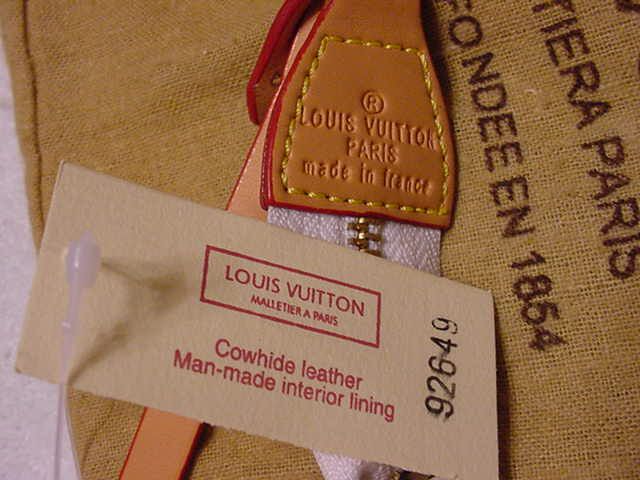 ®
LOUIS VUITTON
PARIS
made in france
TIERA PARIS
FONDEE EN 1854
LOUIS VUITTON
MALLETIER A PARIS
Cowhide leather
Man-made interior lining
92649